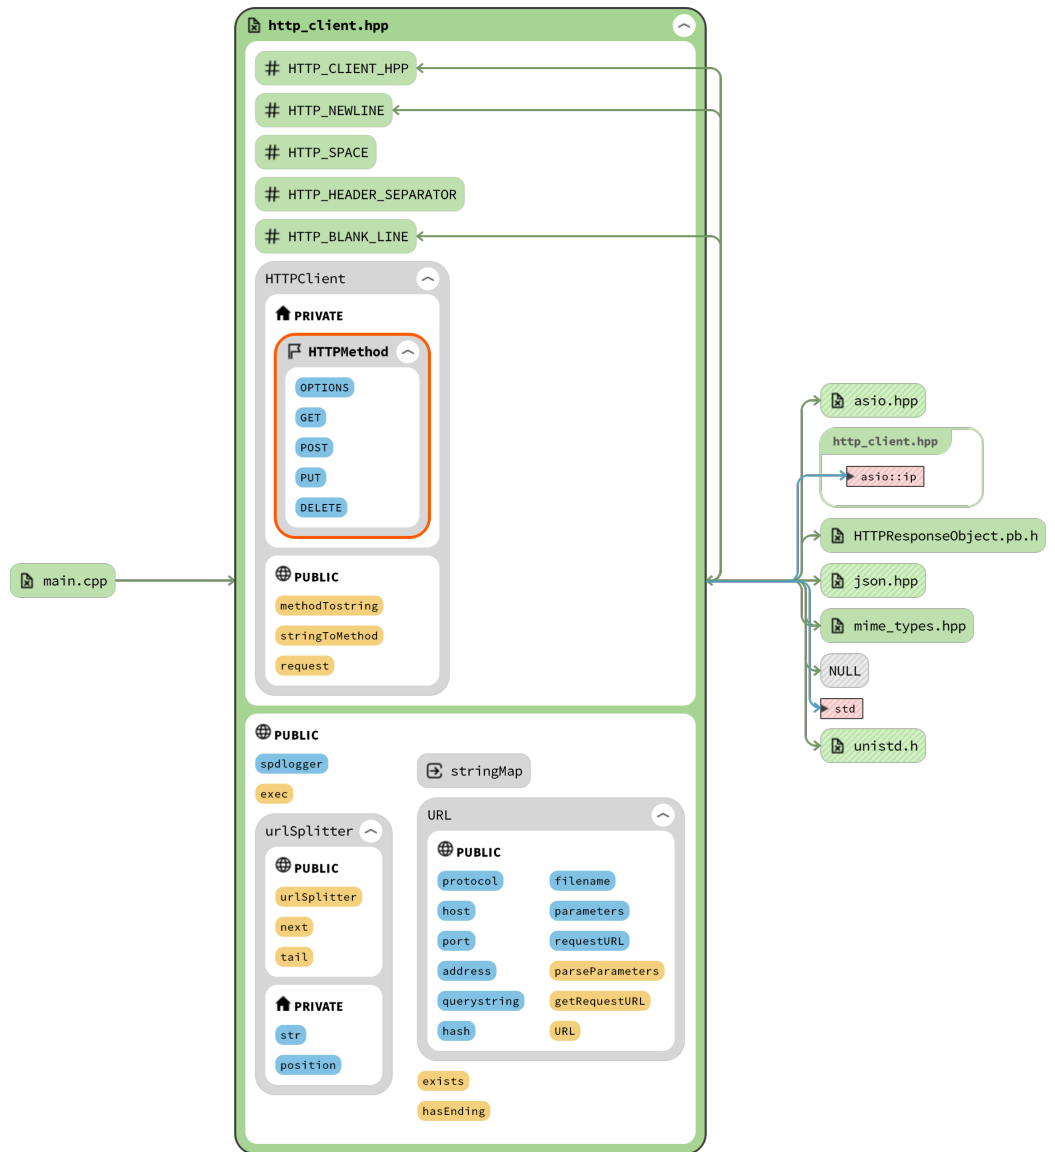 http_client.hpp
# HTTP_CLIENT_HPP
# HTTP_NEWLINE
# HTTP_SPACE
# HTTP_HEADER_SEPARATOR
# HTTP_BLANK_LINE
HTTPClient
PRIVATE
HTTPMethod
OPTIONS
GET
POST
PUT
DELETE
PUBLIC
methodTostring
stringToMethod
request
main.cpp
PUBLIC
spdlogger
exec
urlSplitter
PUBLIC
urlSplitter
next
tail
PRIVATE
str
position
stringMap
URL
PUBLIC
protocol
host
port
address
querystring
hash
filename
parameters
requestURL
parseParameters
getRequestURL
URL
exists
hasEnding
asio.hpp
http_client.hpp
asio::ip
HTTPResponseObject.pb.h
json.hpp
mime_types.hpp
NULL
std
unistd.h